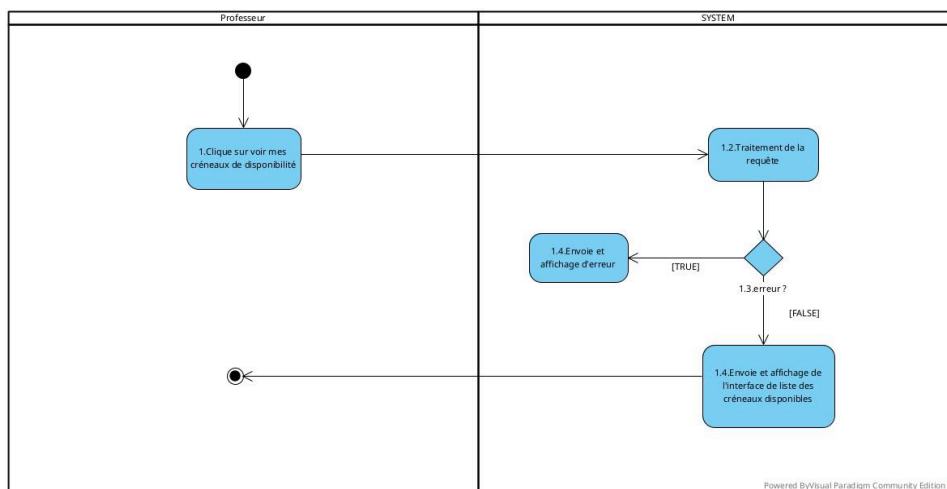 Professeur
SYSTEM
1.Clique sur voir mes
créneaux de disponibilité
1.2.Traitement de la
requête
1.4.Envoie et
affichage d'erreur
[TRUE]
1.3.erreur ?
[FALSE]
1.4.Envoie et affichage de
l'interface de liste des
créneaux disponibles
Powered ByVisual Paradigm Community Edition